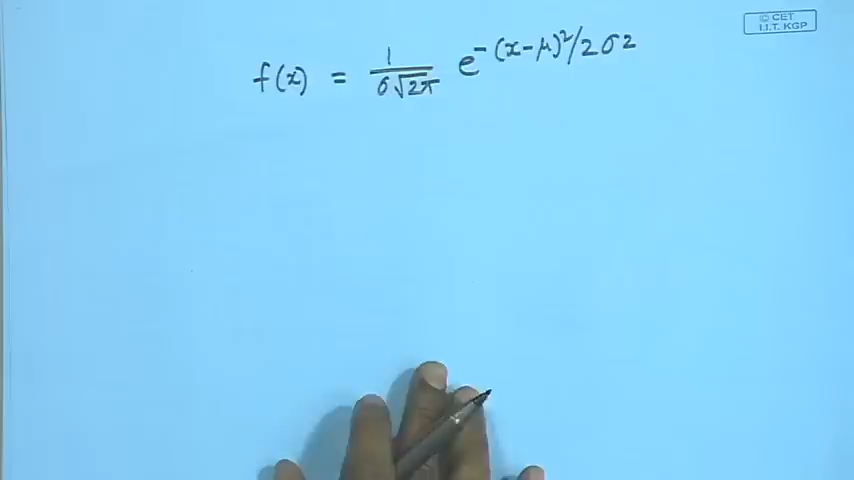 f(x) = 1/σ√2π e^-(x-μ)²/2σ2
© CET
I.I.T. KGP